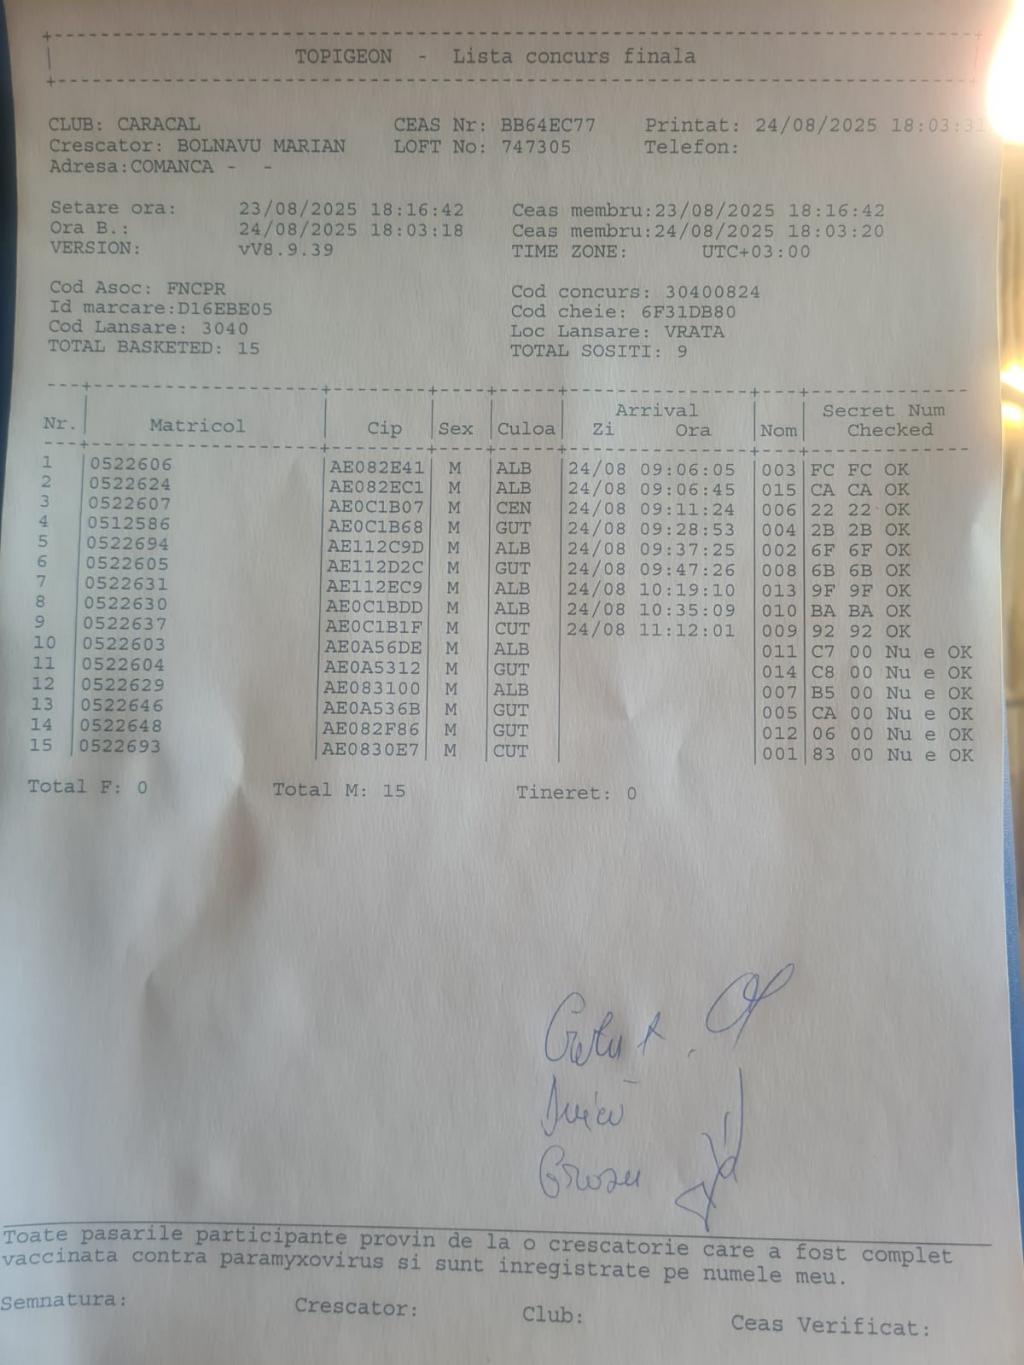 TOPIGEON - Lista concurs finala
CLUB: CARACAL CEAS Nr: BB64EC77 Printat: 24/08/2025 18:03:31
Crescator: BOLNAVU MARIAN LOFT No: 747305 Telefon:
Adresa:COMANCA - -
Setare ora: 23/08/2025 18:16:42 Ceas membru:23/08/2025 18:16:42
Ora B.: 24/08/2025 18:03:18 Ceas membru:24/08/2025 18:03:20
VERSION: vV8.9.39 TIME ZONE: UTC+03:00
Cod Asoc: FNCPR Cod concurs: 30400824
Id marcare:D16EBE05 Cod cheie: 6F31DB80
Cod Lansare: 3040 Loc Lansare: VRATA
TOTAL BASKETED: 15 TOTAL SOSITI: 9
Arrival Secret Num
Nr. Matricol Cip Sex Culoa Zi Ora Nom Checked
1 0522606 AE082E41 M ALB 24/08 09:06:05 003 FC FC OK
2 0522624 AE082EC1 M ALB 24/08 09:06:45 015 CA CA OK
3 0522607 AE0C1B07 M CEN 24/08 09:11:24 006 22 22 OK
4 0512586 AE0C1B68 M GUT 24/08 09:28:53 004 2B 2B OK
5 0522694 AE112C9D M ALB 24/08 09:37:25 002 6F 6F OK
6 0522605 AE112D2C M GUT 24/08 09:47:26 008 6B 6B OK
7 0522631 AE112EC9 M ALB 24/08 10:19:10 013 9F 9F OK
8 0522630 AE0C1BDD M ALB 24/08 10:35:09 010 BA BA OK
9 0522637 AE0C1B1F M CUT 24/08 11:12:01 009 92 92 OK
10 0522603 AE0A56DE M ALB 011 C7 00 Nu e OK
11 0522604 AE0A5312 M GUT 014 C8 00 Nu e OK
12 0522629 AE083100 M ALB 007 B5 00 Nu e OK
13 0522646 AE0A536B M GUT 005 CA 00 Nu e OK
14 0522648 AE082F86 M GUT 012 06 00 Nu e OK
15 0522693 AE0830E7 M CUT 001 83 00 Nu e OK
Total F: 0 Total M: 15 Tineret: 0
Toate pasarile participante provin de la o crescatorie care a fost complet
vaccinata contra paramyxovirus si sunt inregistrate pe numele meu.
Semnatura: Crescator: Club: Ceas Verificat: